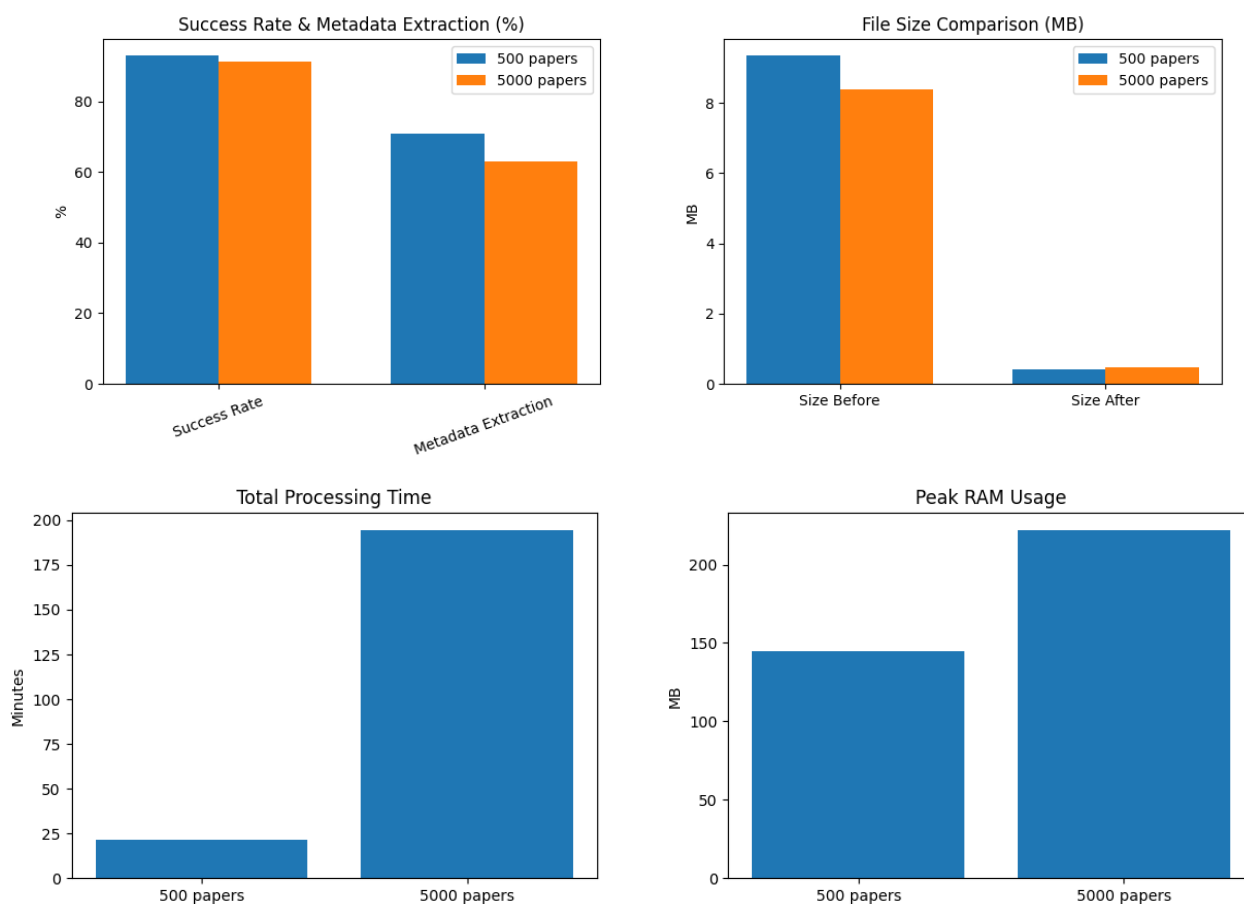 Success Rate & Metadata Extraction (%)
500 papers
5000 papers
80
60
40
20
0
%
Success Rate
Metadata Extraction
File Size Comparison (MB)
500 papers
5000 papers
8
6
4
2
0
MB
Size Before
Size After
Total Processing Time
200
175
150
125
100
75
50
25
0
Minutes
500 papers
5000 papers
Peak RAM Usage
200
150
100
50
0
MB
500 papers
5000 papers